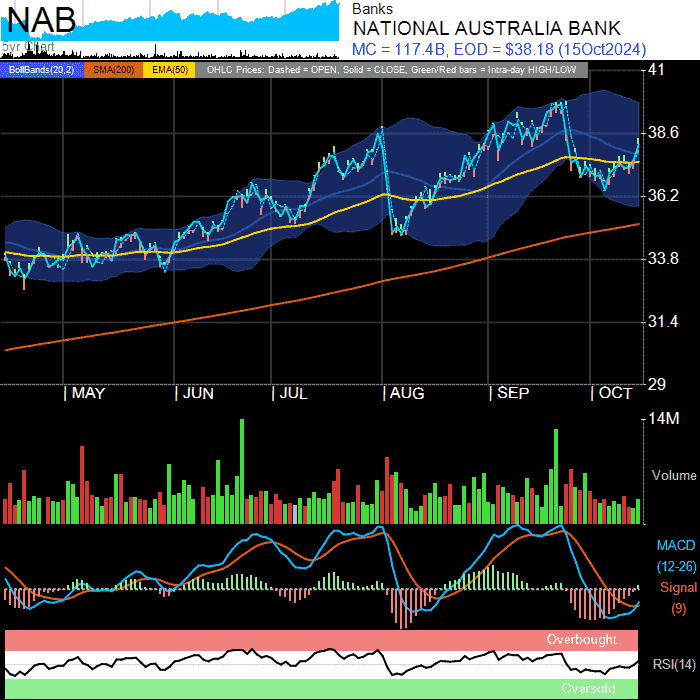 NAB
5yr Chart
Banks
NATIONAL AUSTRALIA BANK
MC = 117.4B, EOD = $38.18 (15Oct2024)
BollBands(20,2) SMA(200) EMA(50) OHLC Prices: Dashed = OPEN, Solid = CLOSE, Green/Red bars = Intra-day HIGH/LOW
41
38.6
36.2
33.8
31.4
29
| MAY | JUN | JUL | AUG | SEP | OCT
14M
Volume
MACD
(12-26)
Signal
(9)
Overbought
RSI(14)
Oversold